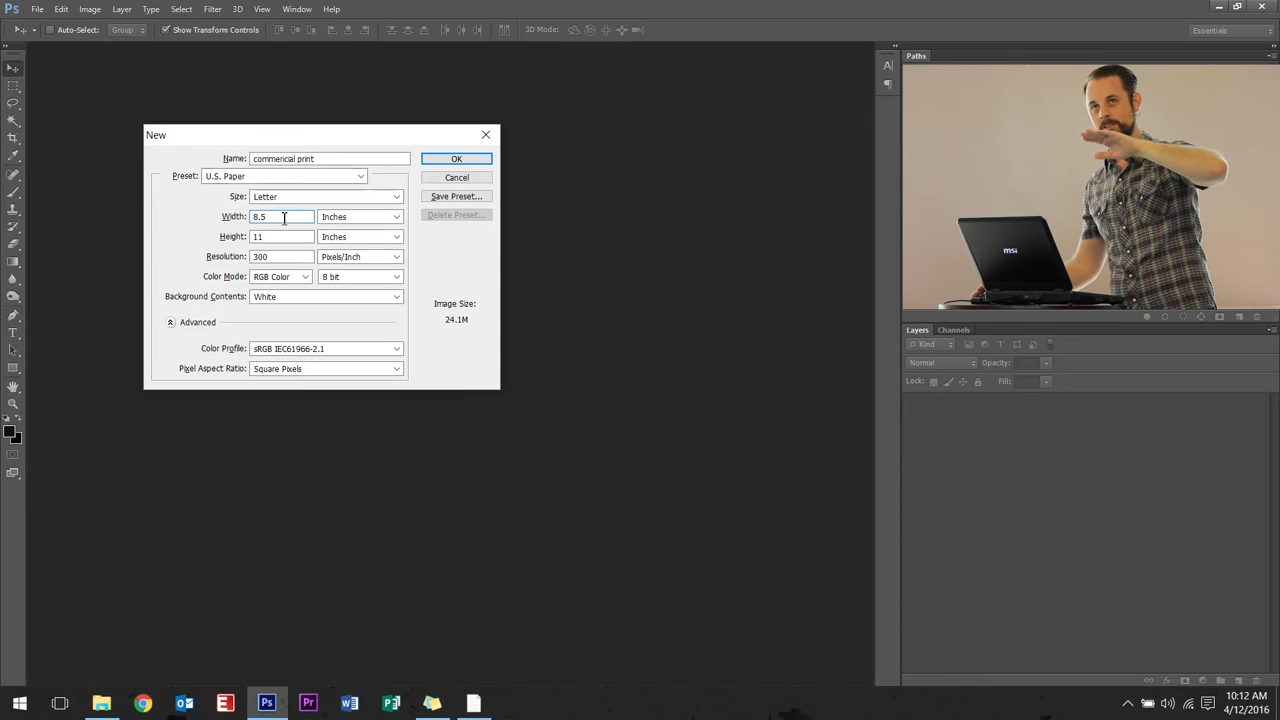 Ps File Edit Image Layer Type Select Filter 3D View Window Help
Auto-Select: Group Show Transform Controls 3D Mode: Essentials
Paths
New
Name: commericial print OK
Preset: U.S. Paper Cancel
Size: Letter Save Preset...
Width: 8.5 Inches Delete Preset...
Height: 11 Inches
Resolution: 300 Pixels/Inch
Color Mode: RGB Color 8 bit
Background Contents: White
Image Size:
24.1M
Advanced
Color Profile: sRGB IEC61966-2.1
Pixel Aspect Ratio: Square Pixels
msi
Layers Channels
Kind
Normal Opacity:
Lock: Fill:
Ps Pr
10:12 AM
4/12/2016